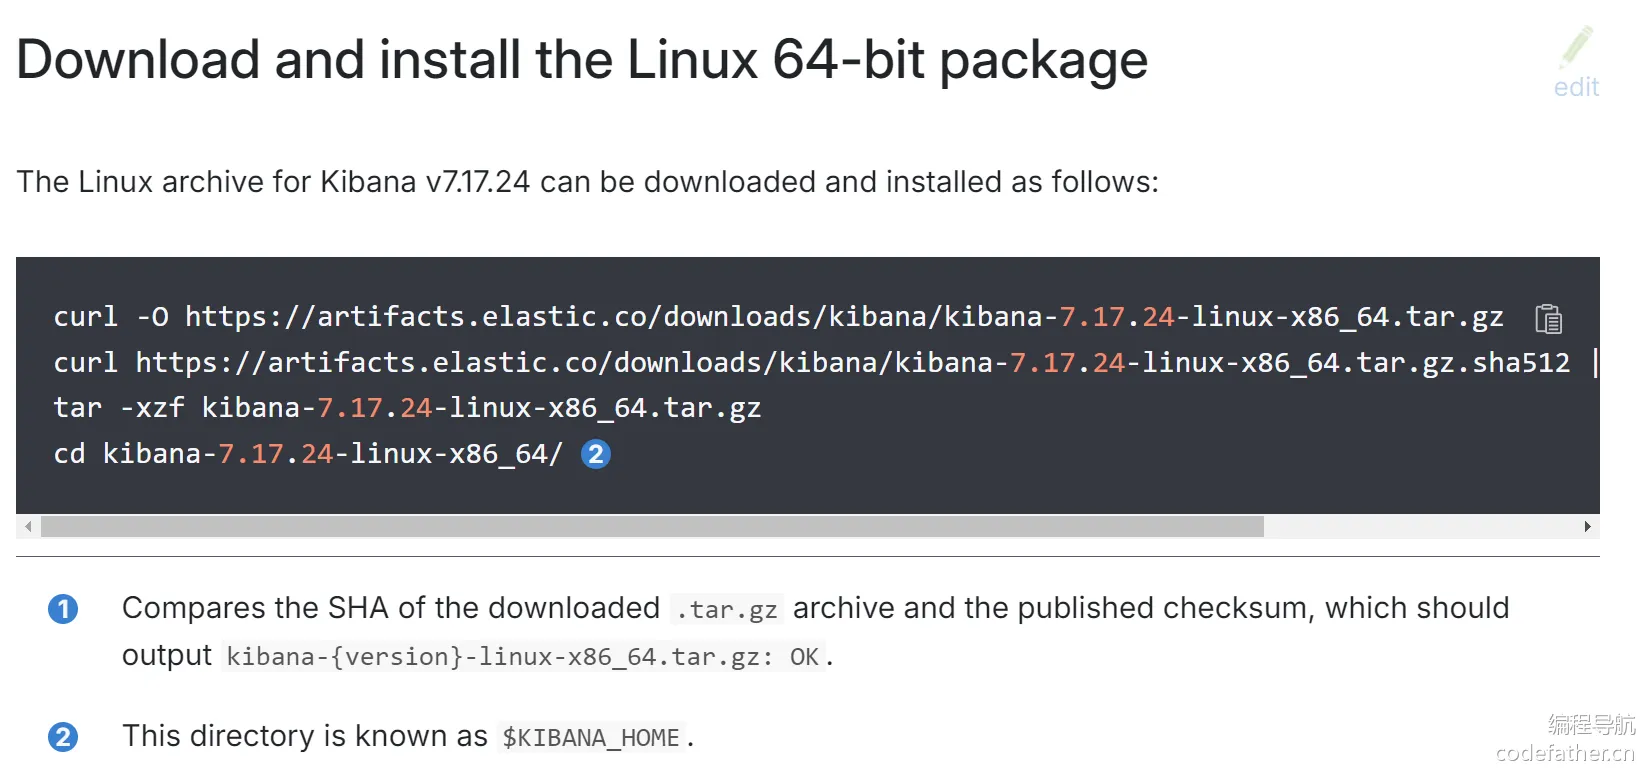 Download and install the Linux 64-bit package
edit
The Linux archive for Kibana v7.17.24 can be downloaded and installed as follows:
curl -O https://artifacts.elastic.co/downloads/kibana/kibana-7.17.24-linux-x86_64.tar.gz
curl https://artifacts.elastic.co/downloads/kibana/kibana-7.17.24-linux-x86_64.tar.gz.sha512 |
tar -xzf kibana-7.17.24-linux-x86_64.tar.gz
cd kibana-7.17.24-linux-x86_64/ 2
1 Compares the SHA of the downloaded .tar.gz archive and the published checksum, which should
output kibana-{version}-linux-x86_64.tar.gz: OK.
2 This directory is known as $KIBANA_HOME.
编程导航
codefather.cn